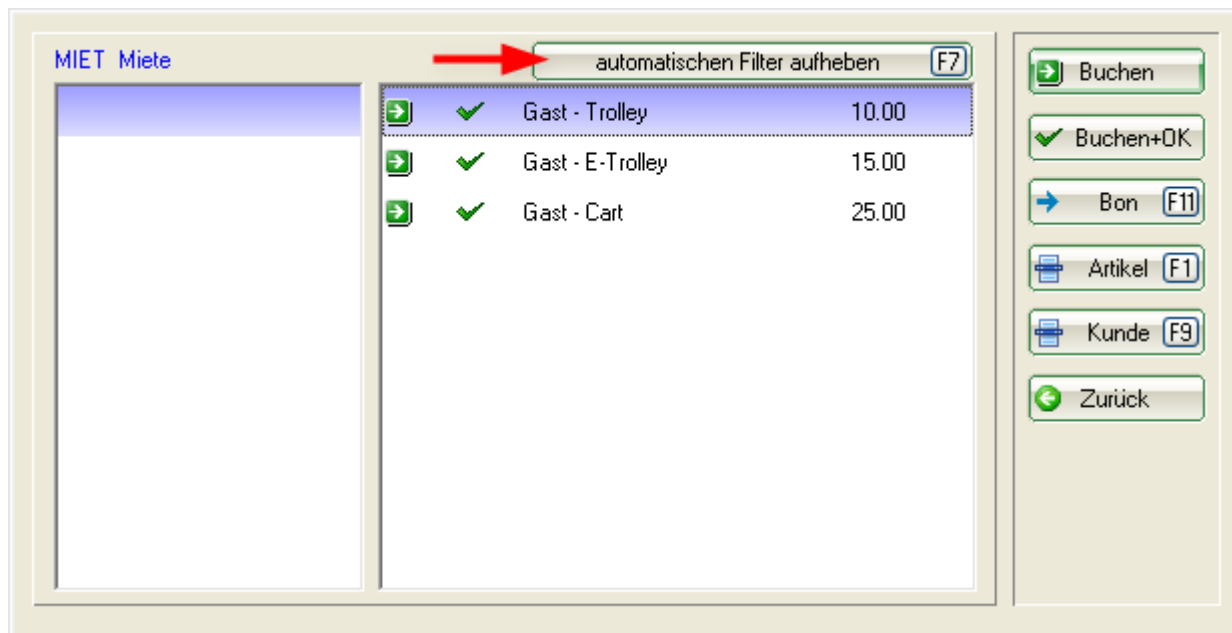 MIET Miete
automatischen Filter aufheben F7
Gast - Trolley 10.00
Gast - E-Trolley 15.00
Gast - Cart 25.00
Buchen
Buchen+OK
Bon F11
Artikel F1
Kunde F9
Zurück